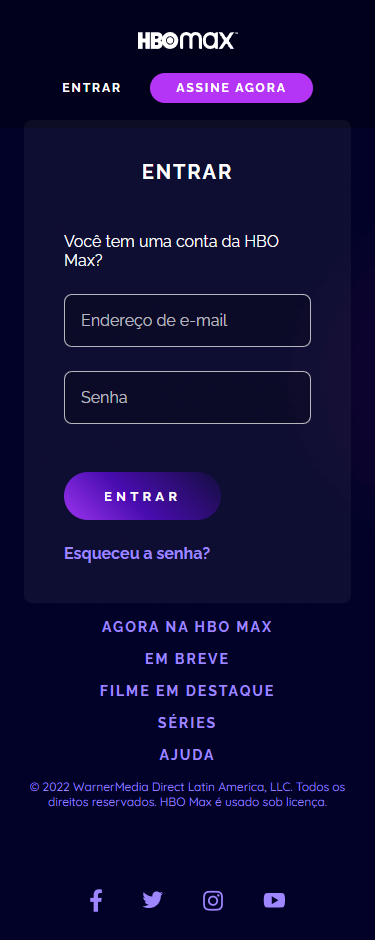 HBOmax
ENTRAR
ASSINE AGORA
ENTRAR
Você tem uma conta da HBO
Max?
Endereço de e-mail
Senha
ENTRAR
Esqueceu a senha?
AGORA NA HBO MAX
EM BREVE
FILME EM DESTAQUE
SÉRIES
AJUDA
© 2022 WarnerMedia Direct Latin America, LLC. Todos os
direitos reservados. HBO Max é usado sob licença.